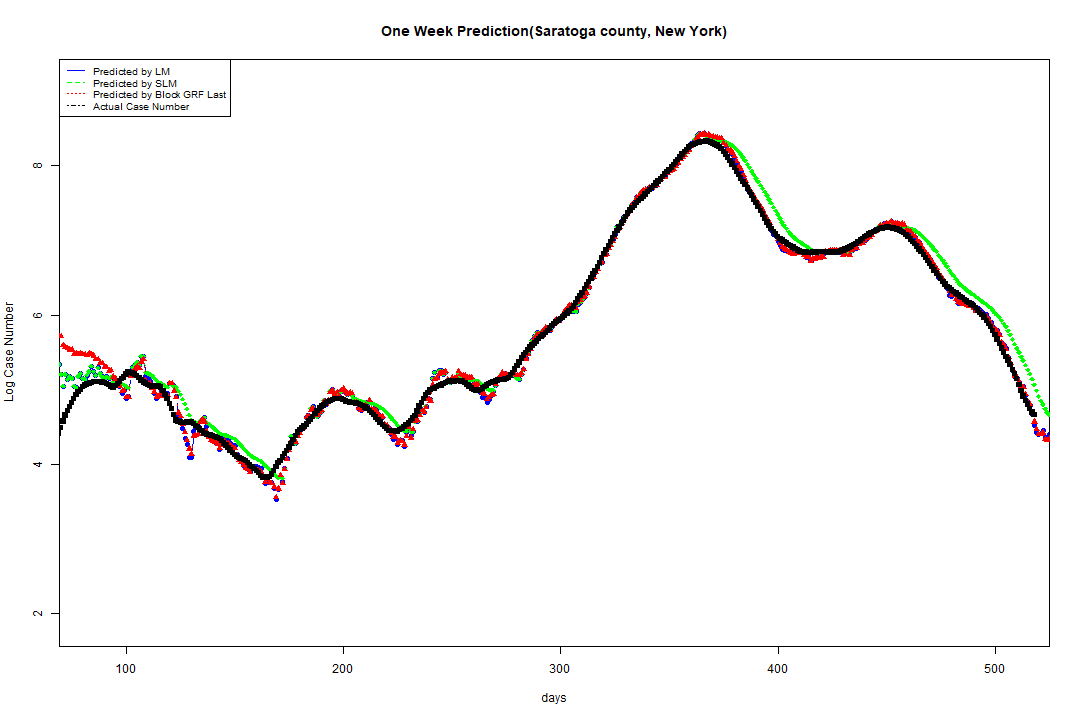 One Week Prediction(Saratoga county, New York)
Predicted by LM
Predicted by SLM
Predicted by Block GRF Last
Actual Case Number
8
6
4
2
Log Case Number
100
200
300
400
500
days